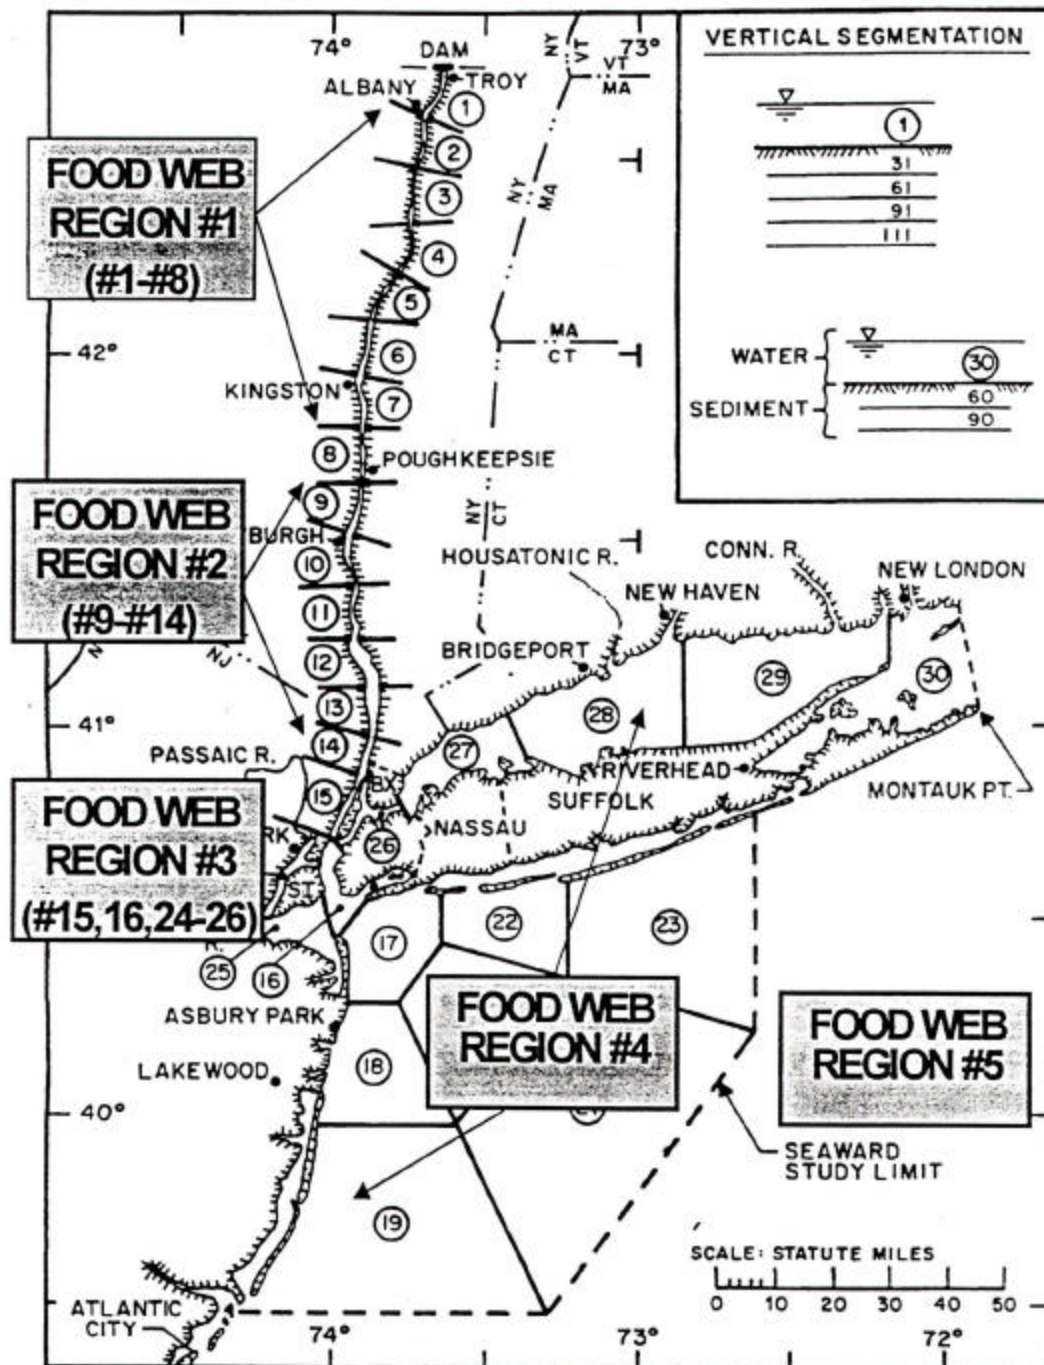 74°
73°
DAM
TROY
ALBANY
NY
VT
VT
MA
VERTICAL SEGMENTATION
1
31
61
91
111
WATER
SEDIMENT
30
60
90
FOOD WEB
REGION #1
(#1-#8)
1
2
3
4
5
6
7
8
9
10
11
12
13
14
15
NY
MA
MA
CT
NY
CT
42°
KINGSTON
POUGHKEEPSIE
BURGH
FOOD WEB
REGION #2
(#9-#14)
N
NJ
HOUSATONIC R.
CONN. R.
NEW HAVEN
NEW LONDON
BRIDGEPORT
29
30
28
27
41°
PASSAIC R.
RIVERHEAD
SUFFOLK
MONTAUK PT.
NASSAU
26
RK
ST.
FOOD WEB
REGION #3
(#15,16,24-26)
25
16
17
22
23
ASBURY PARK
LAKEWOOD
18
FOOD WEB
REGION #4
FOOD WEB
REGION #5
40°
SEAWARD
STUDY LIMIT
19
SCALE: STATUTE MILES
0 10 20 30 40 50
ATLANTIC
CITY
74°
73°
72°